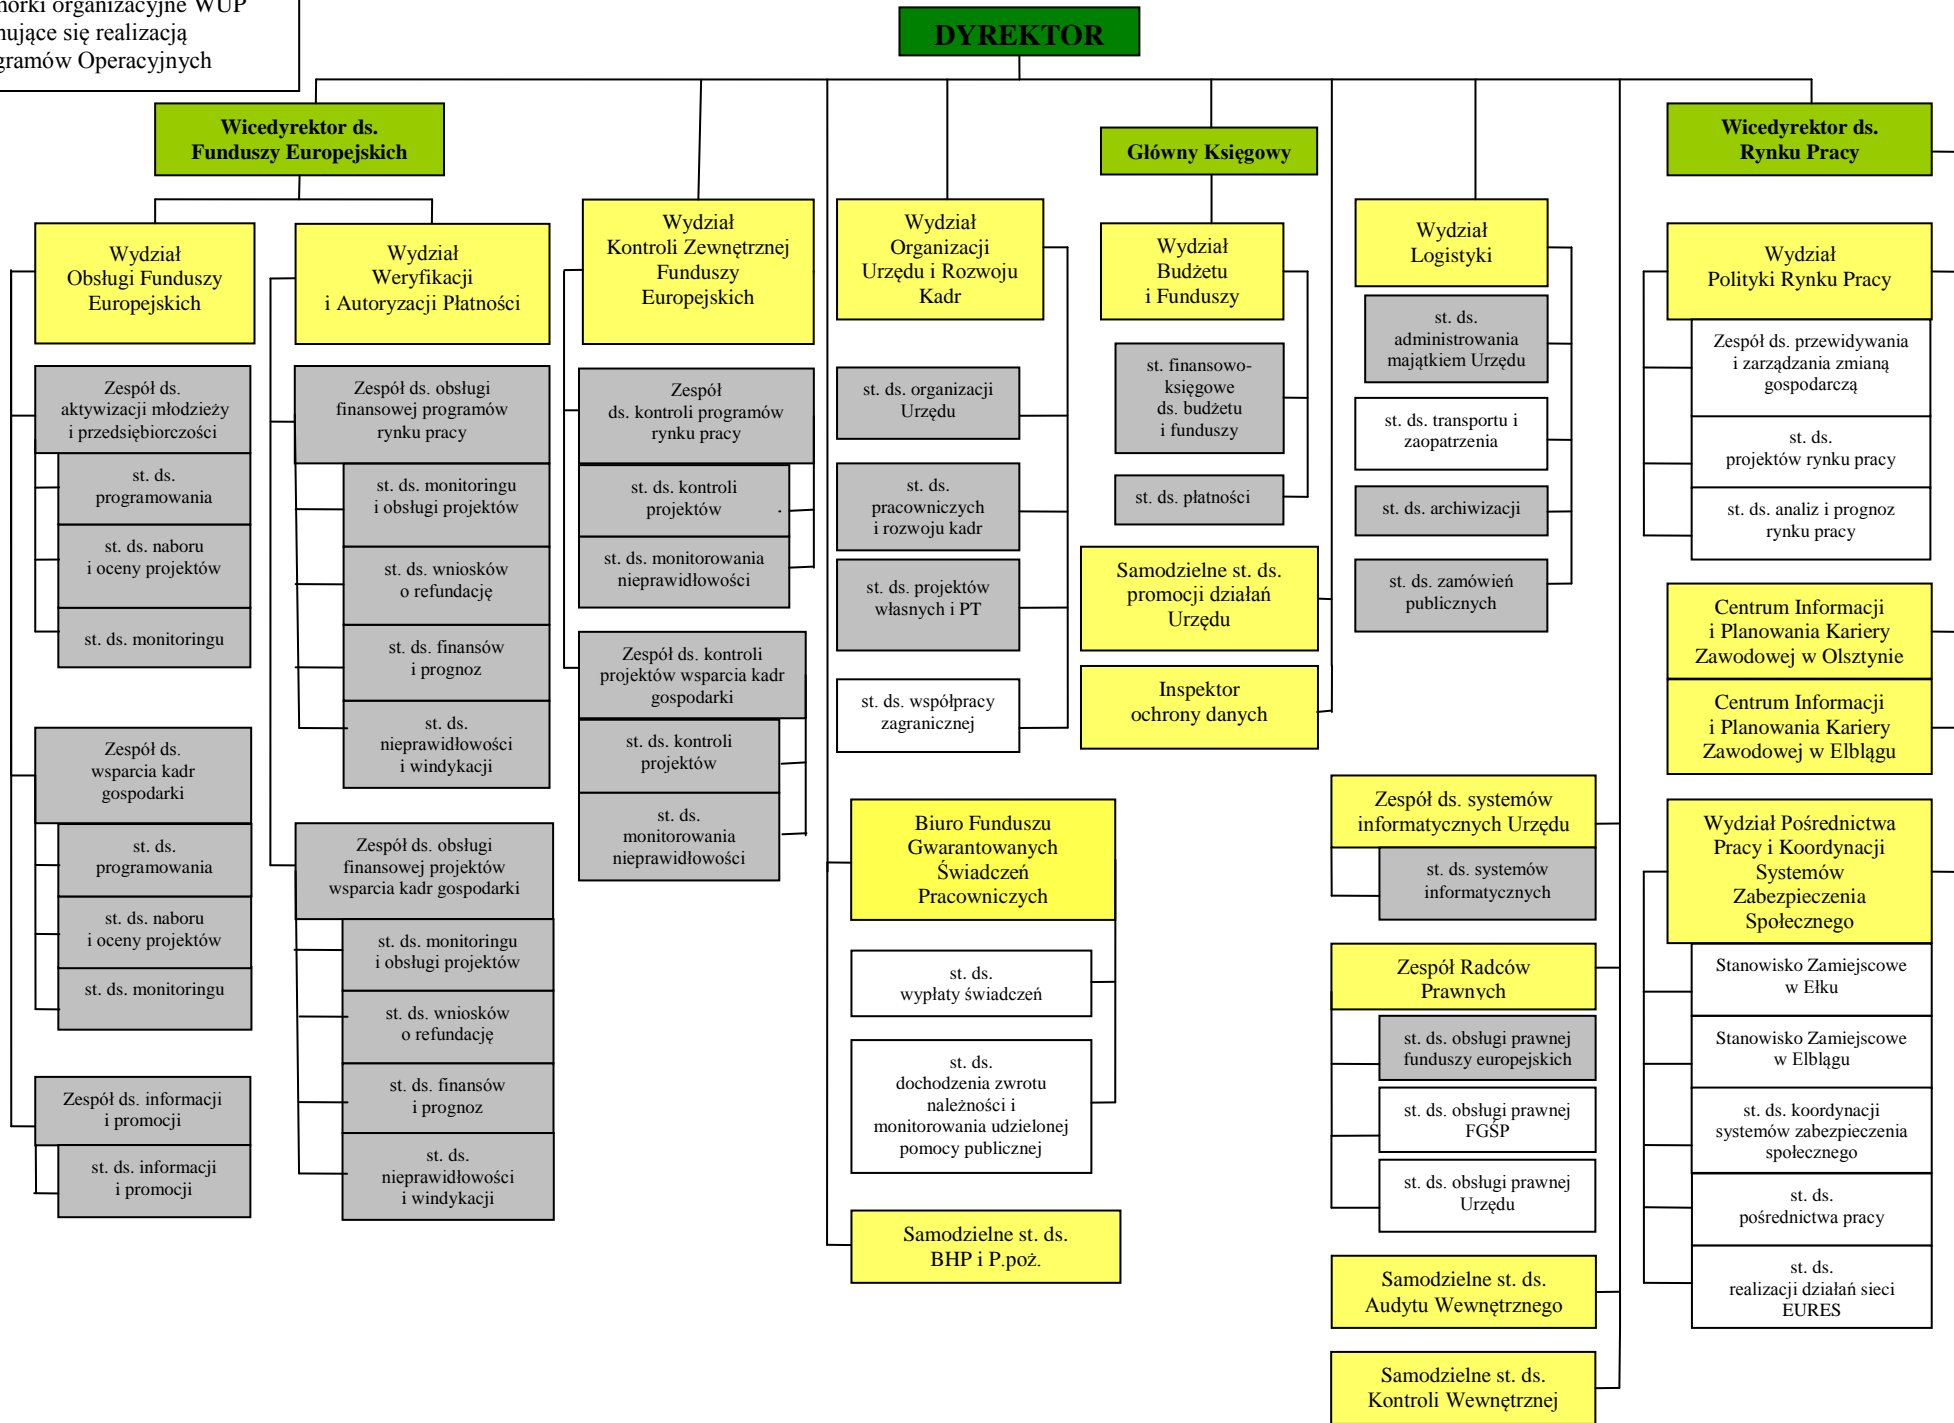 organizacyjne WUP
się realizacją
Operacyjnych
DYREKTOR
Wicedyrektor ds.
Funduszy Europejskich
Główny Księgowy
Wicedyrektor ds.
Rynku Pracy
Wydział
Obsługi Funduszy
Europejskich
Zespół ds.
aktywizacji młodzieży
i przedsiębiorczości
st. ds.
programowania
st. ds. naboru
i oceny projektów
st. ds. monitoringu
Zespół ds.
wsparcia kadr
gospodarki
st. ds.
programowania
st. ds. naboru
i oceny projektów
st. ds. monitoringu
Zespół ds. informacji
i promocji
st. ds. informacji
i promocji
Wydział
Weryfikacji
i Autoryzacji Płatności
Zespół ds. obsługi
finansowej programów
rynku pracy
st. ds. monitoringu
i obsługi projektów
st. ds. wniosków
o refundację
st. ds. finansów
i prognoz
st. ds.
nieprawidłowości
i windykacji
Zespół ds. obsługi
finansowej projektów
wsparcia kadr gospodarki
st. ds. monitoringu
i obsługi projektów
st. ds. wniosków
o refundację
st. ds. finansów
i prognoz
st. ds.
nieprawidłowości
i windykacji
Wydział
Kontroli Zewnętrznej
Funduszy
Europejskich
Zespół
ds. kontroli programów
rynku pracy
st. ds. kontroli
projektów .
st. ds. monitorowania
nieprawidłowości
Zespół ds. kontroli
projektów wsparcia kadr
gospodarki
st. ds. kontroli
projektów
st. ds.
monitorowania
nieprawidłowości
Wydział
Organizacji
Urzędu i Rozwoju
Kadr
st. ds. organizacji
Urzędu
st. ds.
pracowniczych
i rozwoju kadr
st. ds. projektów
własnych i PT
st. ds. współpracy
zagranicznej
Biuro Funduszu
Gwarantowanych
Świadczeń
Pracowniczych
st. ds.
wypłaty świadczeń
st. ds.
dochodzenia zwrotu
należności i
monitorowania udzielonej
pomocy publicznej
Samodzielne st. ds.
BHP i P.poż.
Wydział
Budżetu
i Funduszy
st. finansowo-
księgowe
ds. budżetu
i funduszy
st. ds. płatności
Samodzielne st. ds.
promocji działań
Urzędu
Inspektor
ochrony danych
Wydział
Logistyki
st. ds.
administrowania
majątkiem Urzędu
st. ds. transportu i
zaopatrzenia
st. ds. archiwizacji
st. ds. zamówień
publicznych
Zespół ds. systemów
informatycznych Urzędu
st. ds. systemów
informatycznych
Zespół Radców
Prawnych
st. ds. obsługi prawnej
funduszy europejskich
st. ds. obsługi prawnej
FGŚP
st. ds. obsługi prawnej
Urzędu
Samodzielne st. ds.
Audytu Wewnętrznego
Samodzielne st. ds.
Kontroli Wewnętrznej
Wydział
Polityki Rynku Pracy
Zespół ds. przewidywania
i zarządzania zmianą
gospodarczą
st. ds.
projektów rynku pracy
st. ds. analiz i prognoz
rynku pracy
Centrum Informacji
i Planowania Kariery
Zawodowej w Olsztynie
Centrum Informacji
i Planowania Kariery
Zawodowej w Elblągu
Wydział Pośrednictwa
Pracy i Koordynacji
Systemów
Zabezpieczenia
Społecznego
Stanowisko Zamiejscowe
w Ełku
Stanowisko Zamiejscowe
w Elblągu
st. ds. koordynacji
systemów zabezpieczenia
społecznego
st. ds.
pośrednictwa pracy
st. ds.
realizacji działań sieci
EURES